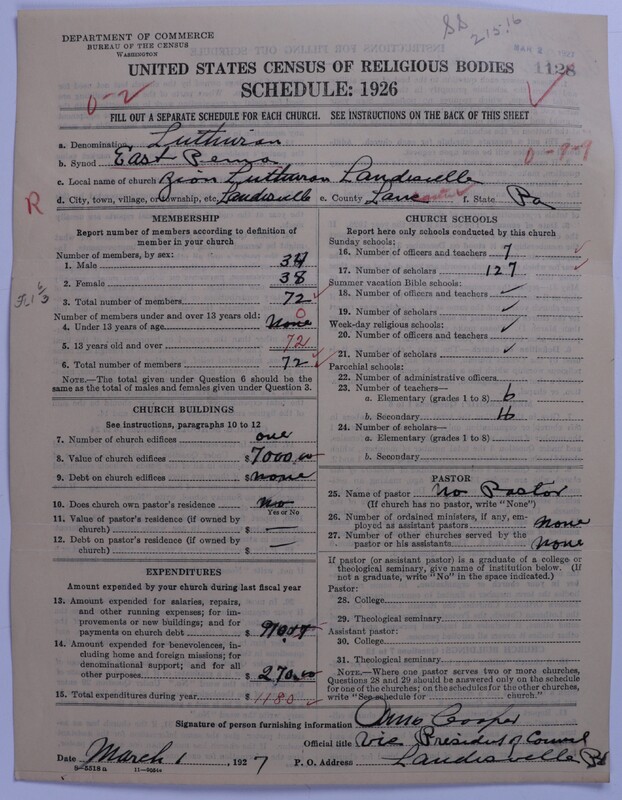 DEPARTMENT OF COMMERCE
BUREAU OF THE CENSUS
WASHINGTON
SS 215.16
MAR 2 1927
UNITED STATES CENSUS OF RELIGIOUS BODIES
1128
SCHEDULE: 1926
0-2
FILL OUT A SEPARATE SCHEDULE FOR EACH CHURCH. SEE INSTRUCTIONS ON THE BACK OF THIS SHEET
a. Denomination Lutheran
b. Synod East Penna
0-9-9
c. Local name of church Zion Lutheran Landisville
d. City, town, village, or township, etc. Landisville e. County Lancaster f. State Pa
R
MEMBERSHIP
Report number of members according to definition of member in your church
Number of members, by sex:
1. Male 34
2. Female 38
3. Total number of members 72
Number of members under and over 13 years old:
4. Under 13 years of age None 0
5. 13 years old and over 72
6. Total number of members 72
NOTE.—The total given under Question 6 should be
the same as the total of males and females given under Question 3.
CHURCH BUILDINGS
See instructions, paragraphs 10 to 12
7. Number of church edifices one
8. Value of church edifices $7000.00
9. Debt on church edifices $none
10. Does church own pastor's residence No
Yes or No
11. Value of pastor's residence (if owned by
church) $ —
12. Debt on pastor's residence (if owned by
church) $ —
EXPENDITURES
Amount expended by your church during last fiscal year
13. Amount expended for salaries, repairs,
and other running expenses; for im-
provements or new buildings; and for
payments on church debt $
14. Amount expended for benevolences, in-
cluding home and foreign missions; for
denominational support; and for all
other purposes $ 270.00
15. Total expenditures during year $ 1180
CHURCH SCHOOLS
Report here only schools conducted by this church
Sunday schools:
16. Number of officers and teachers 7
17. Number of scholars 127
Summer vacation Bible schools:
18. Number of officers and teachers
19. Number of scholars
Week-day religious schools:
20. Number of officers and teachers
21. Number of scholars
Parochial schools:
22. Number of administrative officers
23. Number of teachers—
a. Elementary (grades 1 to 8) 6
b. Secondary
24. Number of scholars—
a. Elementary (grades 1 to 8)
b. Secondary
PASTOR
25. Name of pastor No Pastor
(If church has no pastor, write "None")
26. Number of ordained ministers, if any, em-
ployed as assistant pastors none
27. Number of other churches served by the
pastor or his assistants none
If pastor (or assistant pastor) is a graduate of a college or
theological seminary, give name of institution below. (If
not a graduate, write "No" in the space indicated.)
Pastor:
28. College
29. Theological seminary
Assistant pastor:
30. College
31. Theological seminary
NOTE.—Where one pastor serves two or more churches,
Questions 28 and 29 should be answered only on the schedule
for one of the churches; on the schedules for the other churches,
write "See schedule for church."
Signature of person furnishing information Amo Cooper
Official title Vic President of Council
Date March 1, 1927 P. O. Address Landisville Pa
8-5518a 11-9084a